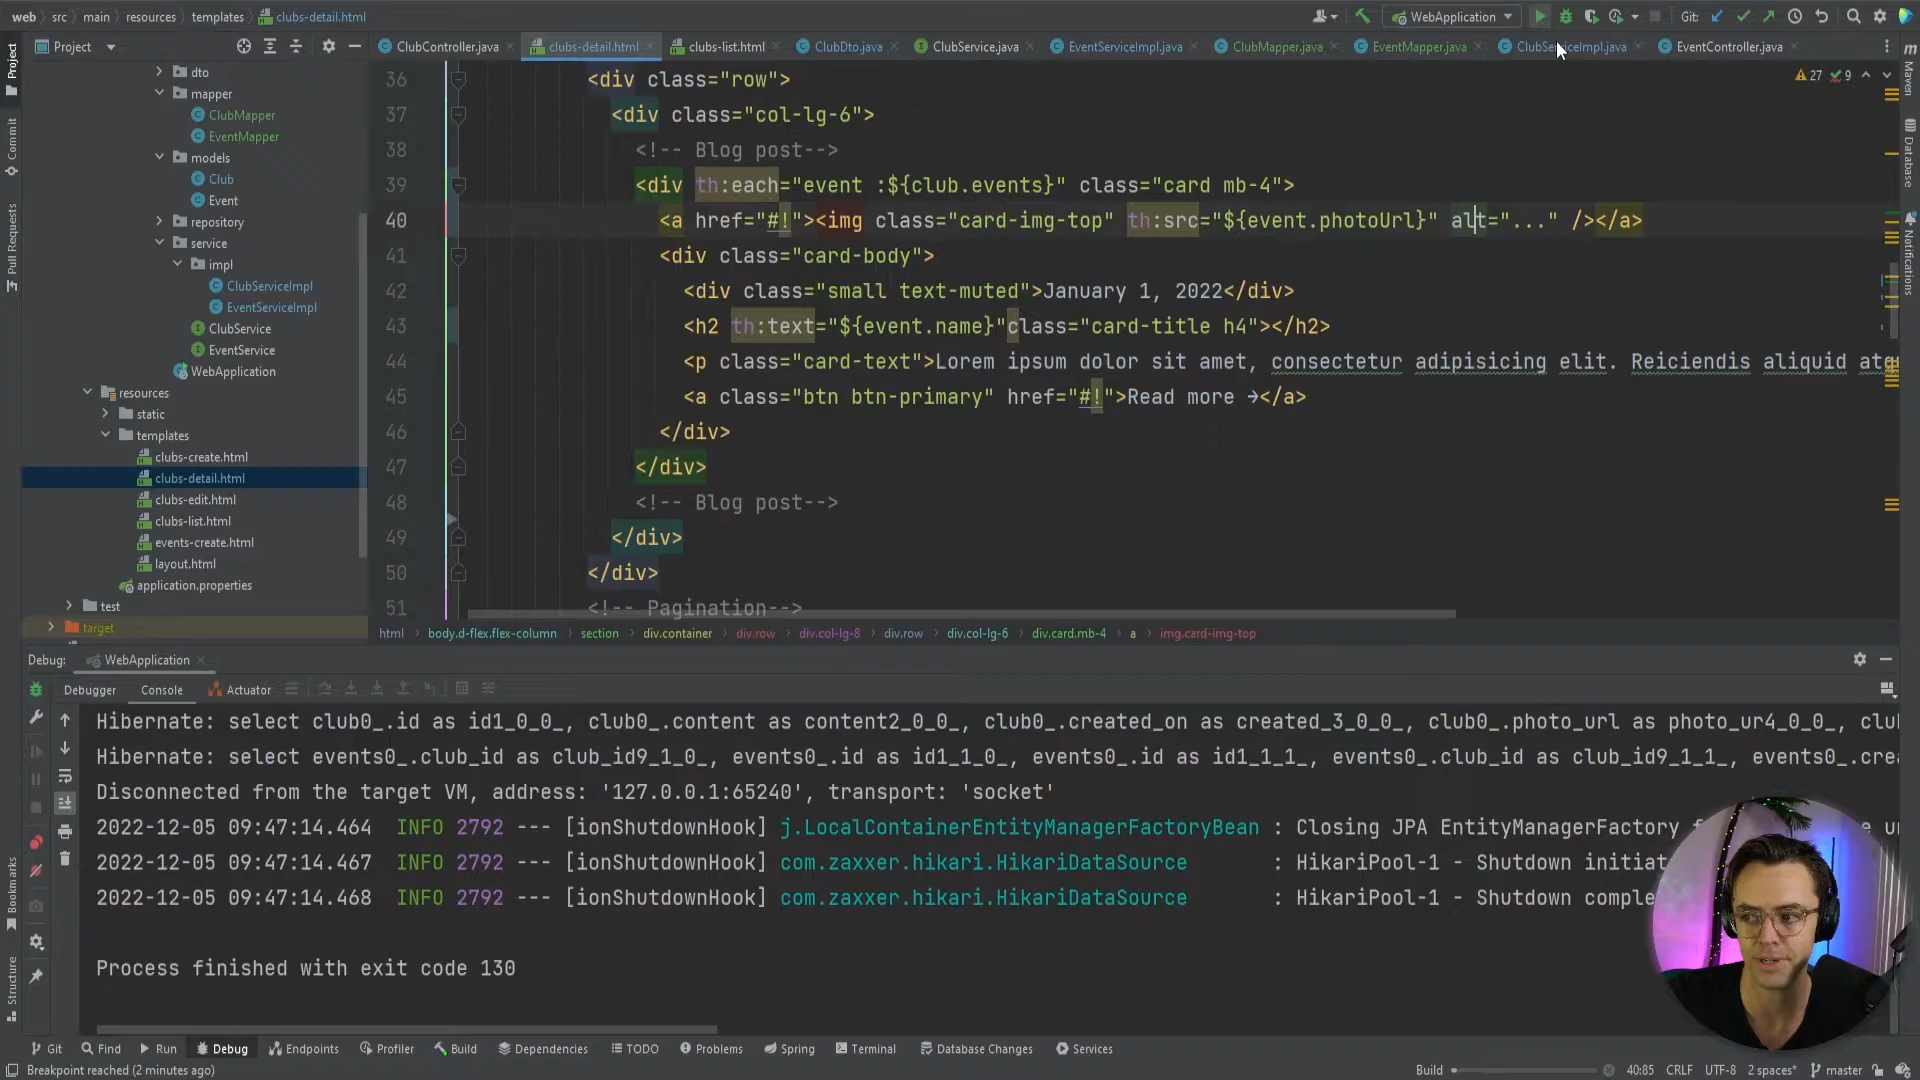 web src main resources templates clubs-detail.html WebApplication Git:
Project
ClubController.java clubs-detail.html clubs-list.html ClubDto.java ClubService.java EventServiceImpl.java ClubMapper.java EventMapper.java ClubServiceImpl.java EventController.java
dto
mapper
ClubMapper
EventMapper
models
Club
Event
repository
service
impl
ClubServiceImpl
EventServiceImpl
ClubService
EventService
WebApplication
resources
static
templates
clubs-create.html
clubs-detail.html
clubs-edit.html
clubs-list.html
events-create.html
layout.html
application.properties
test
target
Project
Commit
Pull Requests
Bookmarks
Structure
27 9
36 <div class="row">
37 <div class="col-lg-6">
38 <!-- Blog post-->
39 <div th:each="event :${club.events}" class="card mb-4">
40 <a href="#!"><img class="card-img-top" th:src="${event.photoUrl}" alt="..." /></a>
41 <div class="card-body">
42 <div class="small text-muted">January 1, 2022</div>
43 <h2 th:text="${event.name}"class="card-title h4"></h2>
44 <p class="card-text">Lorem ipsum dolor sit amet, consectetur adipisicing elit. Reiciendis aliquid atq
45 <a class="btn btn-primary" href="#!">Read more →</a>
46 </div>
47 </div>
48 <!-- Blog post-->
49 </div>
50 </div>
51 <!-- Pagination-->
html body.d-flex.flex-column section div.container div.row div.col-lg-8 div.row div.col-lg-6 div.card.mb-4 a img.card-img-top
Maven
Database
Notifications
Debug: WebApplication
Debugger Console Actuator
Hibernate: select club0_.id as id1_0_0_, club0_.content as content2_0_0_, club0_.created_on as created_3_0_0_, club0_.photo_url as photo_ur4_0_0_, clu
Hibernate: select events0_.club_id as club_id9_1_0_, events0_.id as id1_1_0_, events0_.id as id1_1_1_, events0_.club_id as club_id9_1_1_, events0_.crea
Disconnected from the target VM, address: '127.0.0.1:65240', transport: 'socket'
2022-12-05 09:47:14.464 INFO 2792 --- [ionShutdownHook] j.LocalContainerEntityManagerFactoryBean : Closing JPA EntityManagerFactory
2022-12-05 09:47:14.467 INFO 2792 --- [ionShutdownHook] com.zaxxer.hikari.HikariDataSource : HikariPool-1 - Shutdown initiat
2022-12-05 09:47:14.468 INFO 2792 --- [ionShutdownHook] com.zaxxer.hikari.HikariDataSource : HikariPool-1 - Shutdown comple
Process finished with exit code 130
Git Find Run Debug Endpoints Profiler Build Dependencies TODO Problems Spring Terminal Database Changes Services
Breakpoint reached (2 minutes ago) Build 40:85 CRLF UTF-8 2 spaces* master